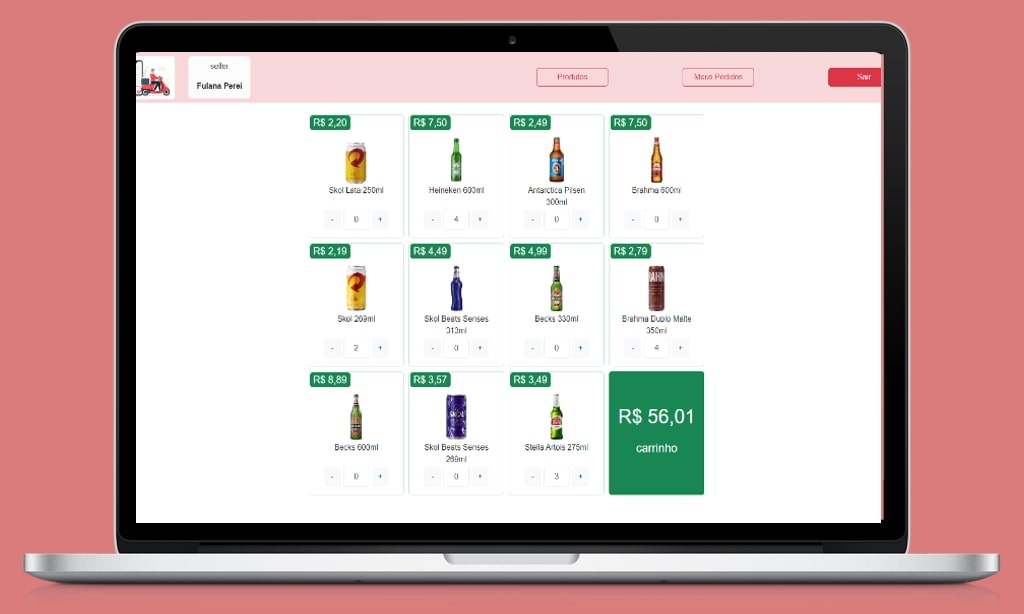 seller
Fulana Perei
Produtos
Meus Pedidos
Sair
R$ 2,20
R$ 7,50
R$ 2,49
R$ 7,50
Skol Lata 250ml
Heineken 600ml
Antarctica Pilsen
300ml
Brahma 600ml
- 0 +
- 4 +
- 0 +
- 0 +
R$ 2,19
R$ 4,49
R$ 4,99
R$ 2,79
Skol 269ml
Skol Beats Senses
313ml
Becks 330ml
Brahma Duplo Malte
350ml
- 2 +
- 0 +
- 0 +
- 4 +
R$ 8,89
R$ 3,57
R$ 3,49
R$ 56,01
carrinho
Becks 600ml
Skol Beats Senses
269ml
Stella Artois 275ml
- 0 +
- 0 +
- 3 +